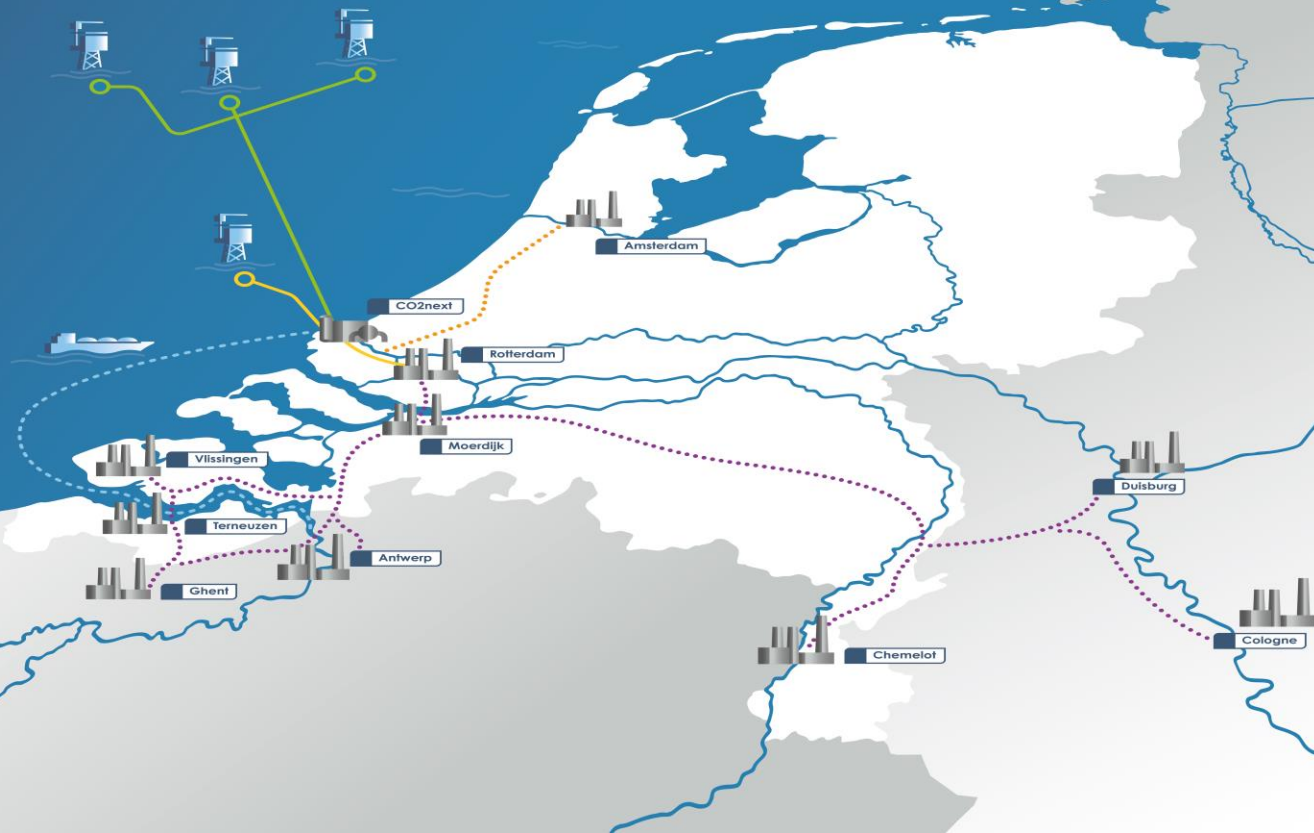 Amsterdam
CO2next
Rotterdam
Moerdijk
Vlissingen
Duisburg
Terneuzen
Antwerp
Ghent
Cologne
Chemelot